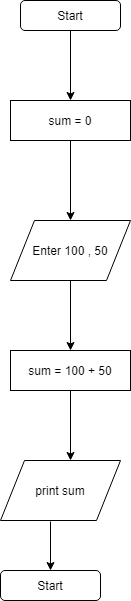 Start
sum = 0
Enter 100 , 50
sum = 100 + 50
print sum
Start